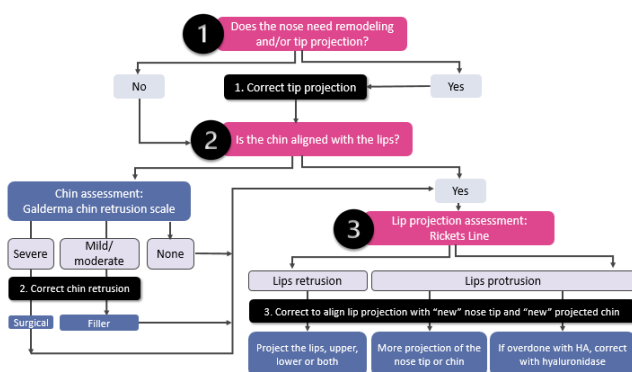 1
Does the nose need remodeling
and/or tip projection?
No
1. Correct tip projection
Yes
2
Is the chin aligned with the lips?
Chin assessment:
Galderma chin retrusion scale
Yes
3
Lip projection assessment:
Rickets Line
Severe
Mild/
moderate
None
2. Correct chin retrusion
Surgical
Filler
Lips retrusion
Lips protrusion
3. Correct to align lip projection with “new” nose tip and “new” projected chin
Project the lips, upper,
lower or both
More projection of the
nose tip or chin
If overdone with HA, correct
with hyaluronidase